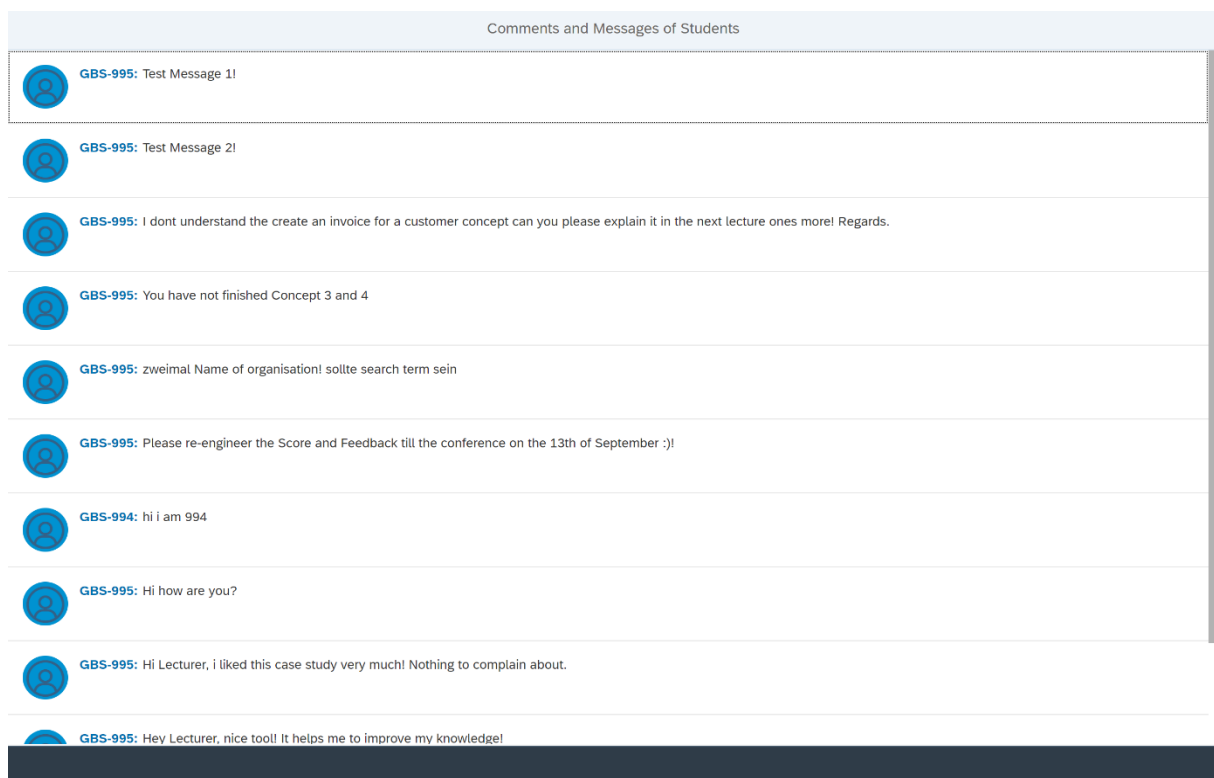 Comments and Messages of Students
GBS-995: Test Message 1!
GBS-995: Test Message 2!
GBS-995: I dont understand the create an invoice for a customer concept can you please explain it in the next lecture ones more! Regards.
GBS-995: You have not finished Concept 3 and 4
GBS-995: zweimal Name of organisation! sollte search term sein
GBS-995: Please re-engineer the Score and Feedback till the conference on the 13th of September :)!
GBS-994: hi i am 994
GBS-995: Hi how are you?
GBS-995: Hi Lecturer, i liked this case study very much! Nothing to complain about.
GBS-995: Hey Lecturer, nice tool! It helps me to improve my knowledge!